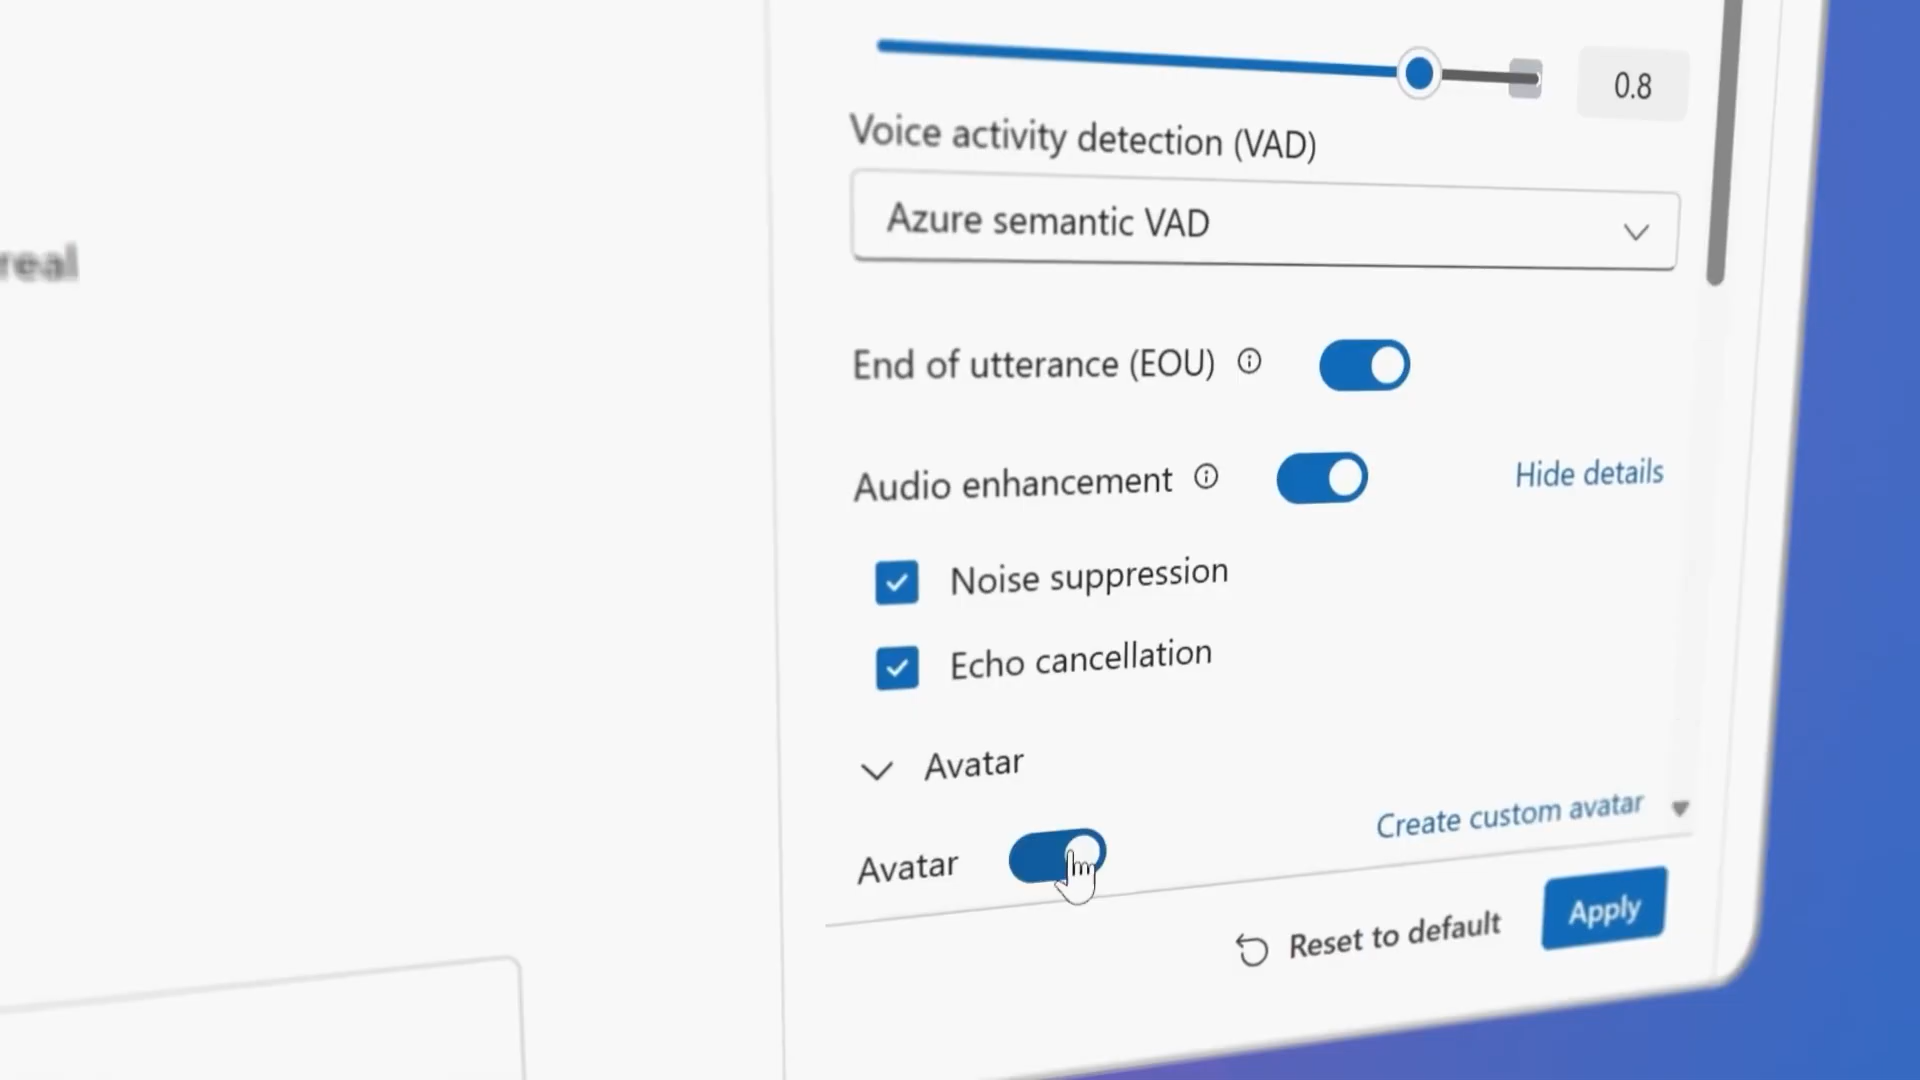 real
0.8
Voice activity detection (VAD)
Azure semantic VAD
End of utterance (EOU)
Audio enhancement
Hide details
Noise suppression
Echo cancellation
Avatar
Create custom avatar
Avatar
Reset to default
Apply